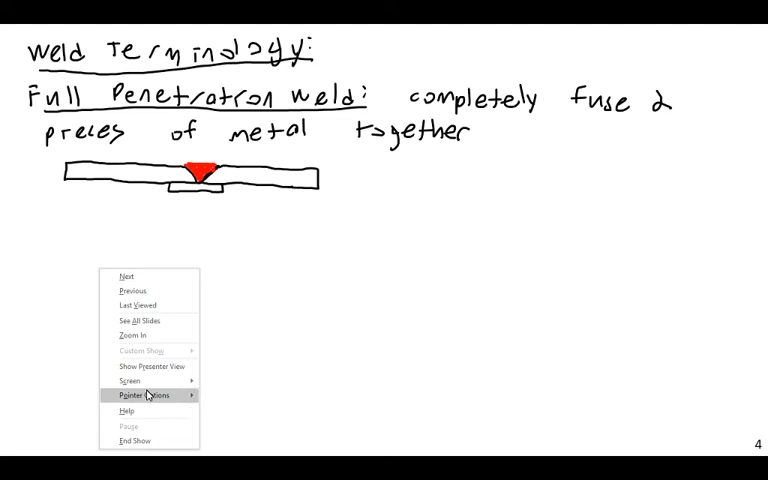 Weld Terminology:
Full Penetration Weld: completely fuse 2
pieces of metal together
Next
Previous
Last Viewed
See All Slides
Zoom In
Custom Show
Show Presenter View
Screen
Pointer Options
Help
Pause
End Show
4